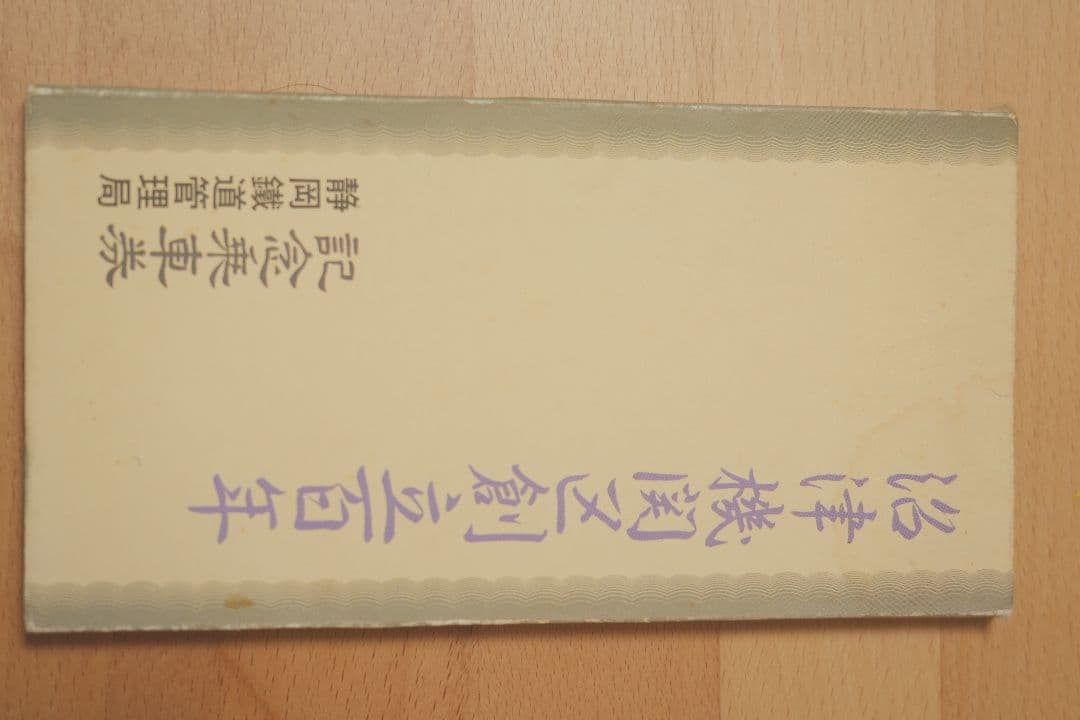 沼津機関区創立百年
記念乗車券
静岡鐵道管理局